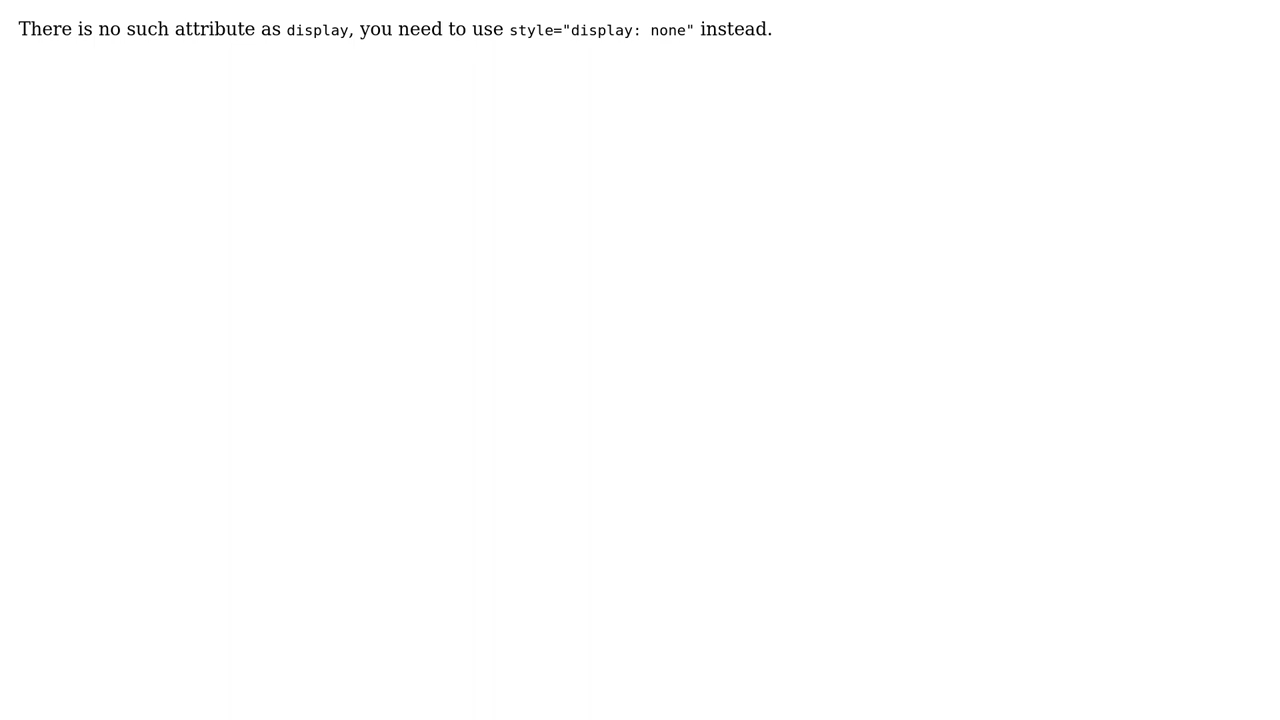 There is no such attribute as display, you need to use style="display: none" instead.